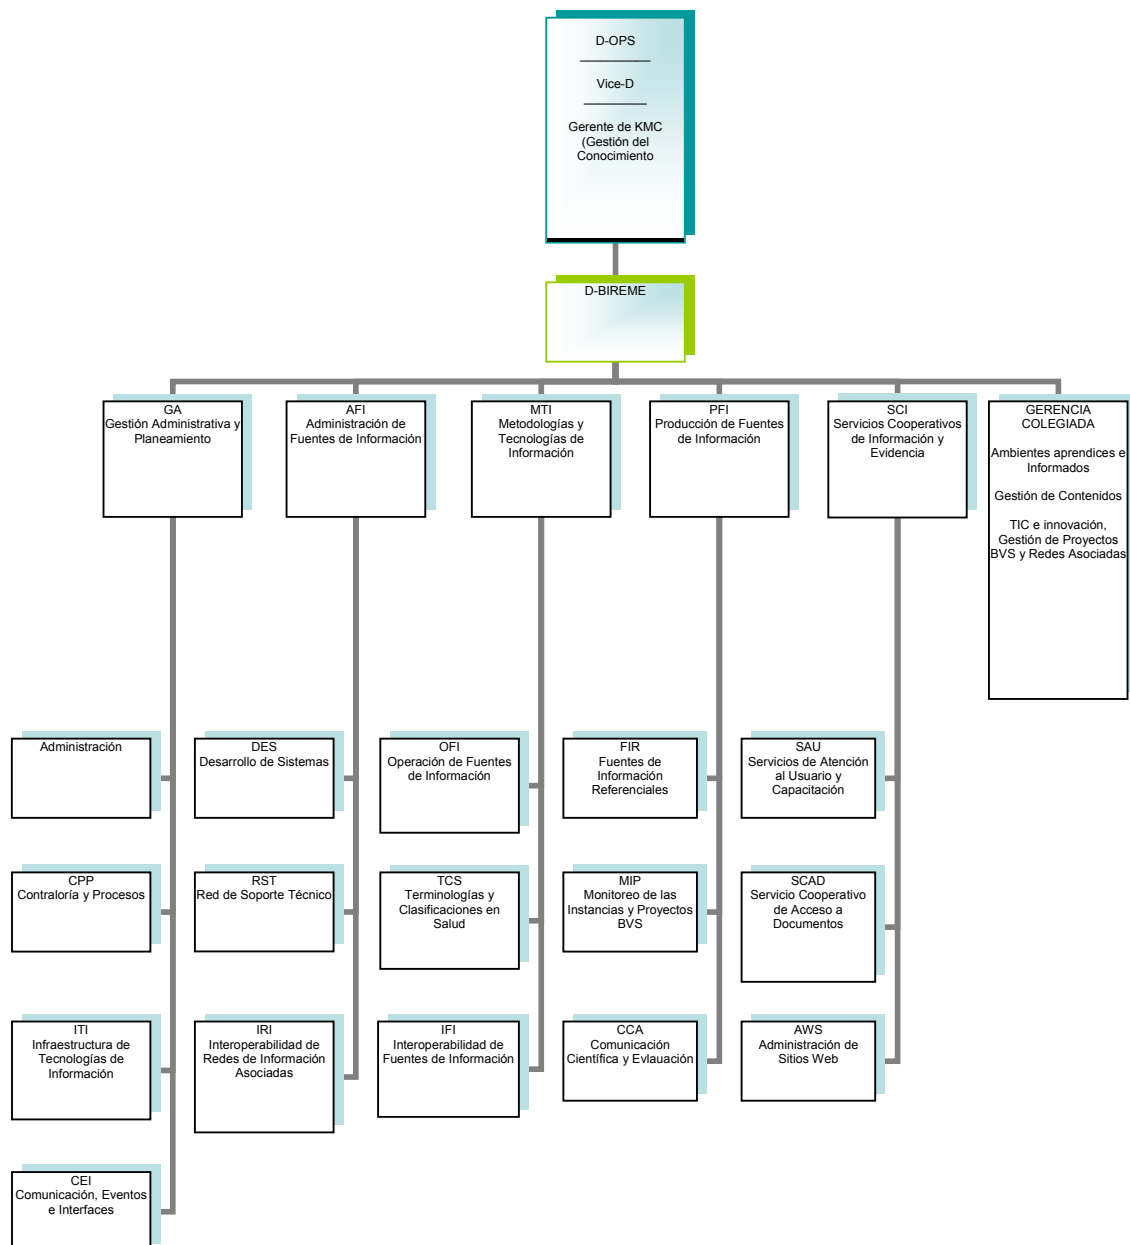 D-OPS
Vice-D
Gerente de KMC
(Gestión del
Conocimiento
D-BIREME
GA
Gestión Administrativa y
Planeamiento
AFI
Administración de
Fuentes de Información
MTI
Metodologías y
Tecnologías de
Información
PFI
Producción de Fuentes
de Información
SCI
Servicios Cooperativos
de Información y
Evidencia
GERENCIA
COLEGIADA
Ambientes aprendices e
Informados
Gestión de Contenidos
TIC e innovación,
Gestión de Proyectos
BVS y Redes Asociadas
Administración
DES
Desarrollo de Sistemas
OFI
Operación de Fuentes
de Información
FIR
Fuentes de
Información
Referenciales
SAU
Servicios de Atención
al Usuario y
Capacitación
CPP
Contraloría y Procesos
RST
Red de Soporte Técnico
TCS
Terminologías y
Clasificaciones en
Salud
MIP
Monitoreo de las
Instancias y Proyectos
BVS
SCAD
Servicio Cooperativo
de Acceso a
Documentos
ITI
Infraestructura de
Tecnologías de
Información
IRI
Interoperabilidad de
Redes de Información
Asociadas
IFI
Interoperabilidad de
Fuentes de Información
CCA
Comunicación
Científica y Evlauación
AWS
Administración de
Sitios Web
CEI
Comunicación, Eventos
e Interfaces